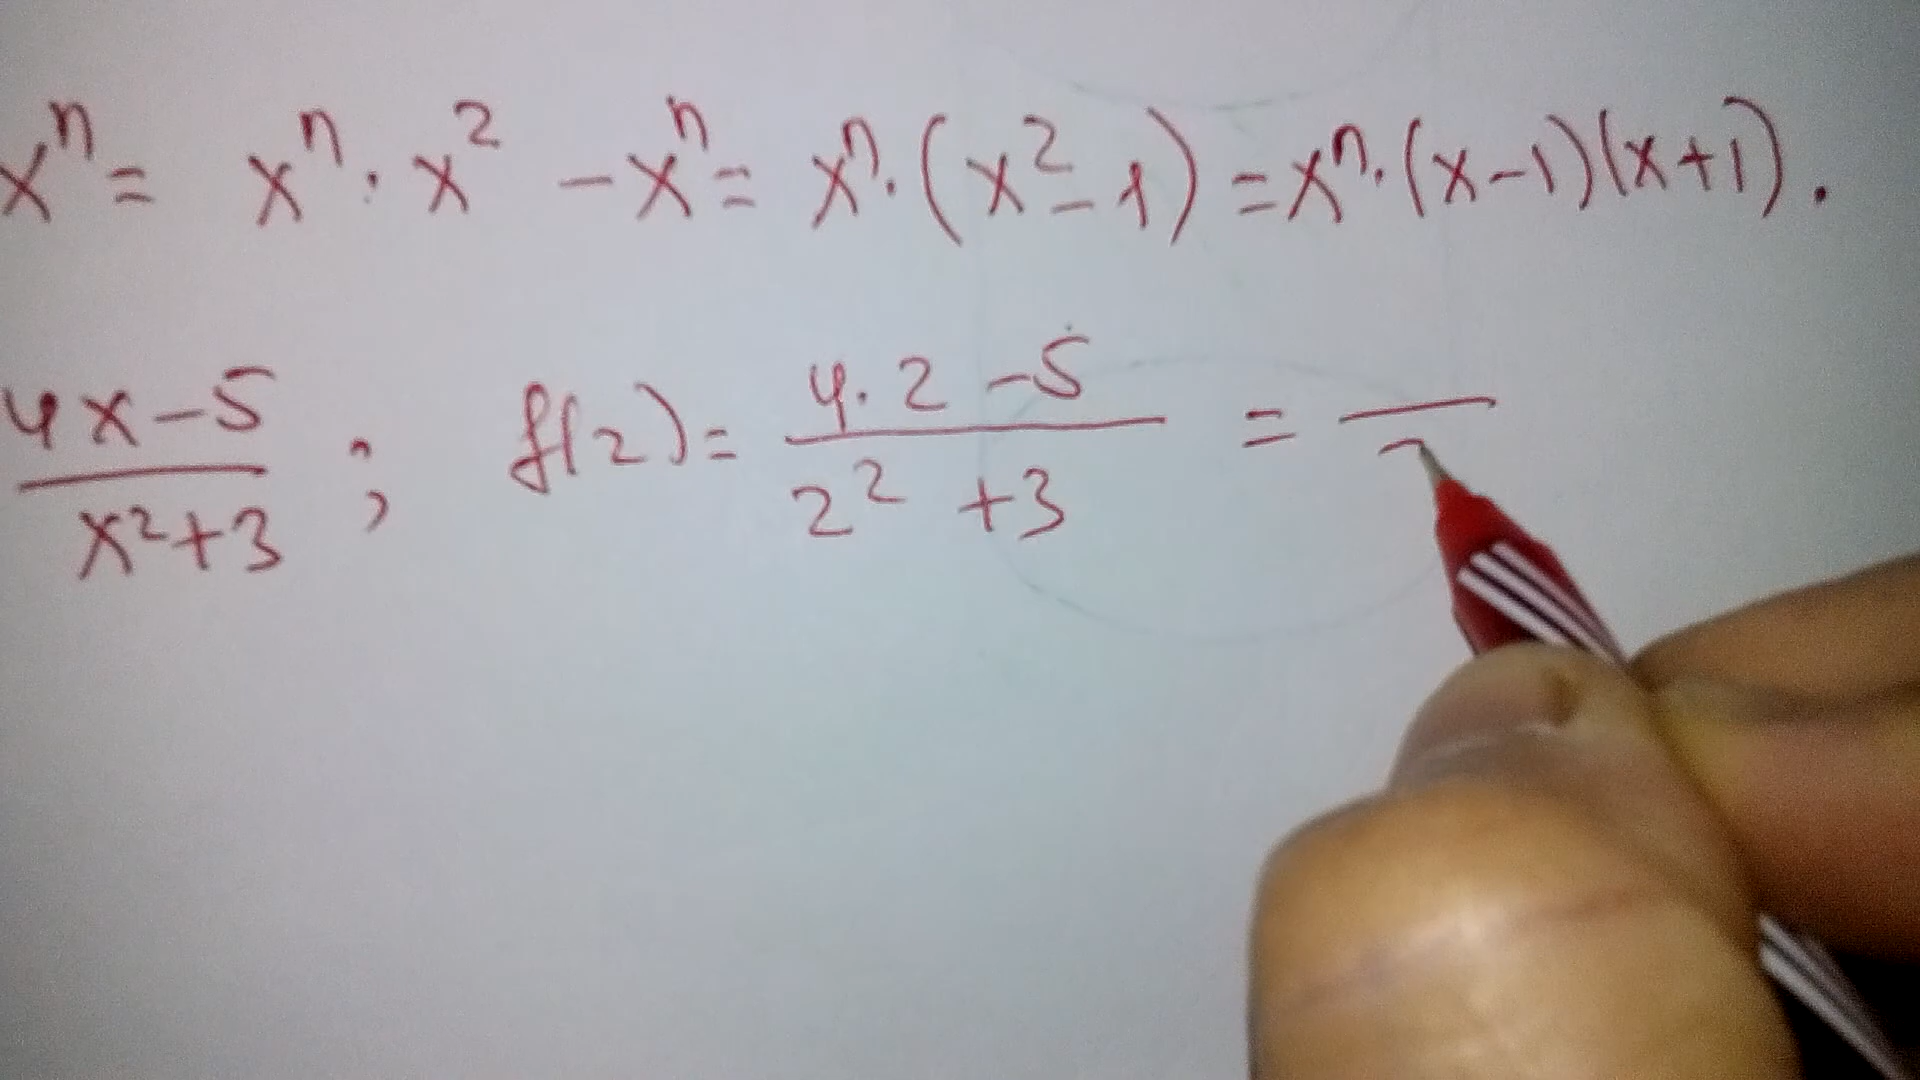 xⁿ = xⁿ · x² - xⁿ = xⁿ · (x² - 1) = xⁿ · (x-1)(x+1).
4x-5/x²+3 ; f(2) = 4·2-5/2²+3 =